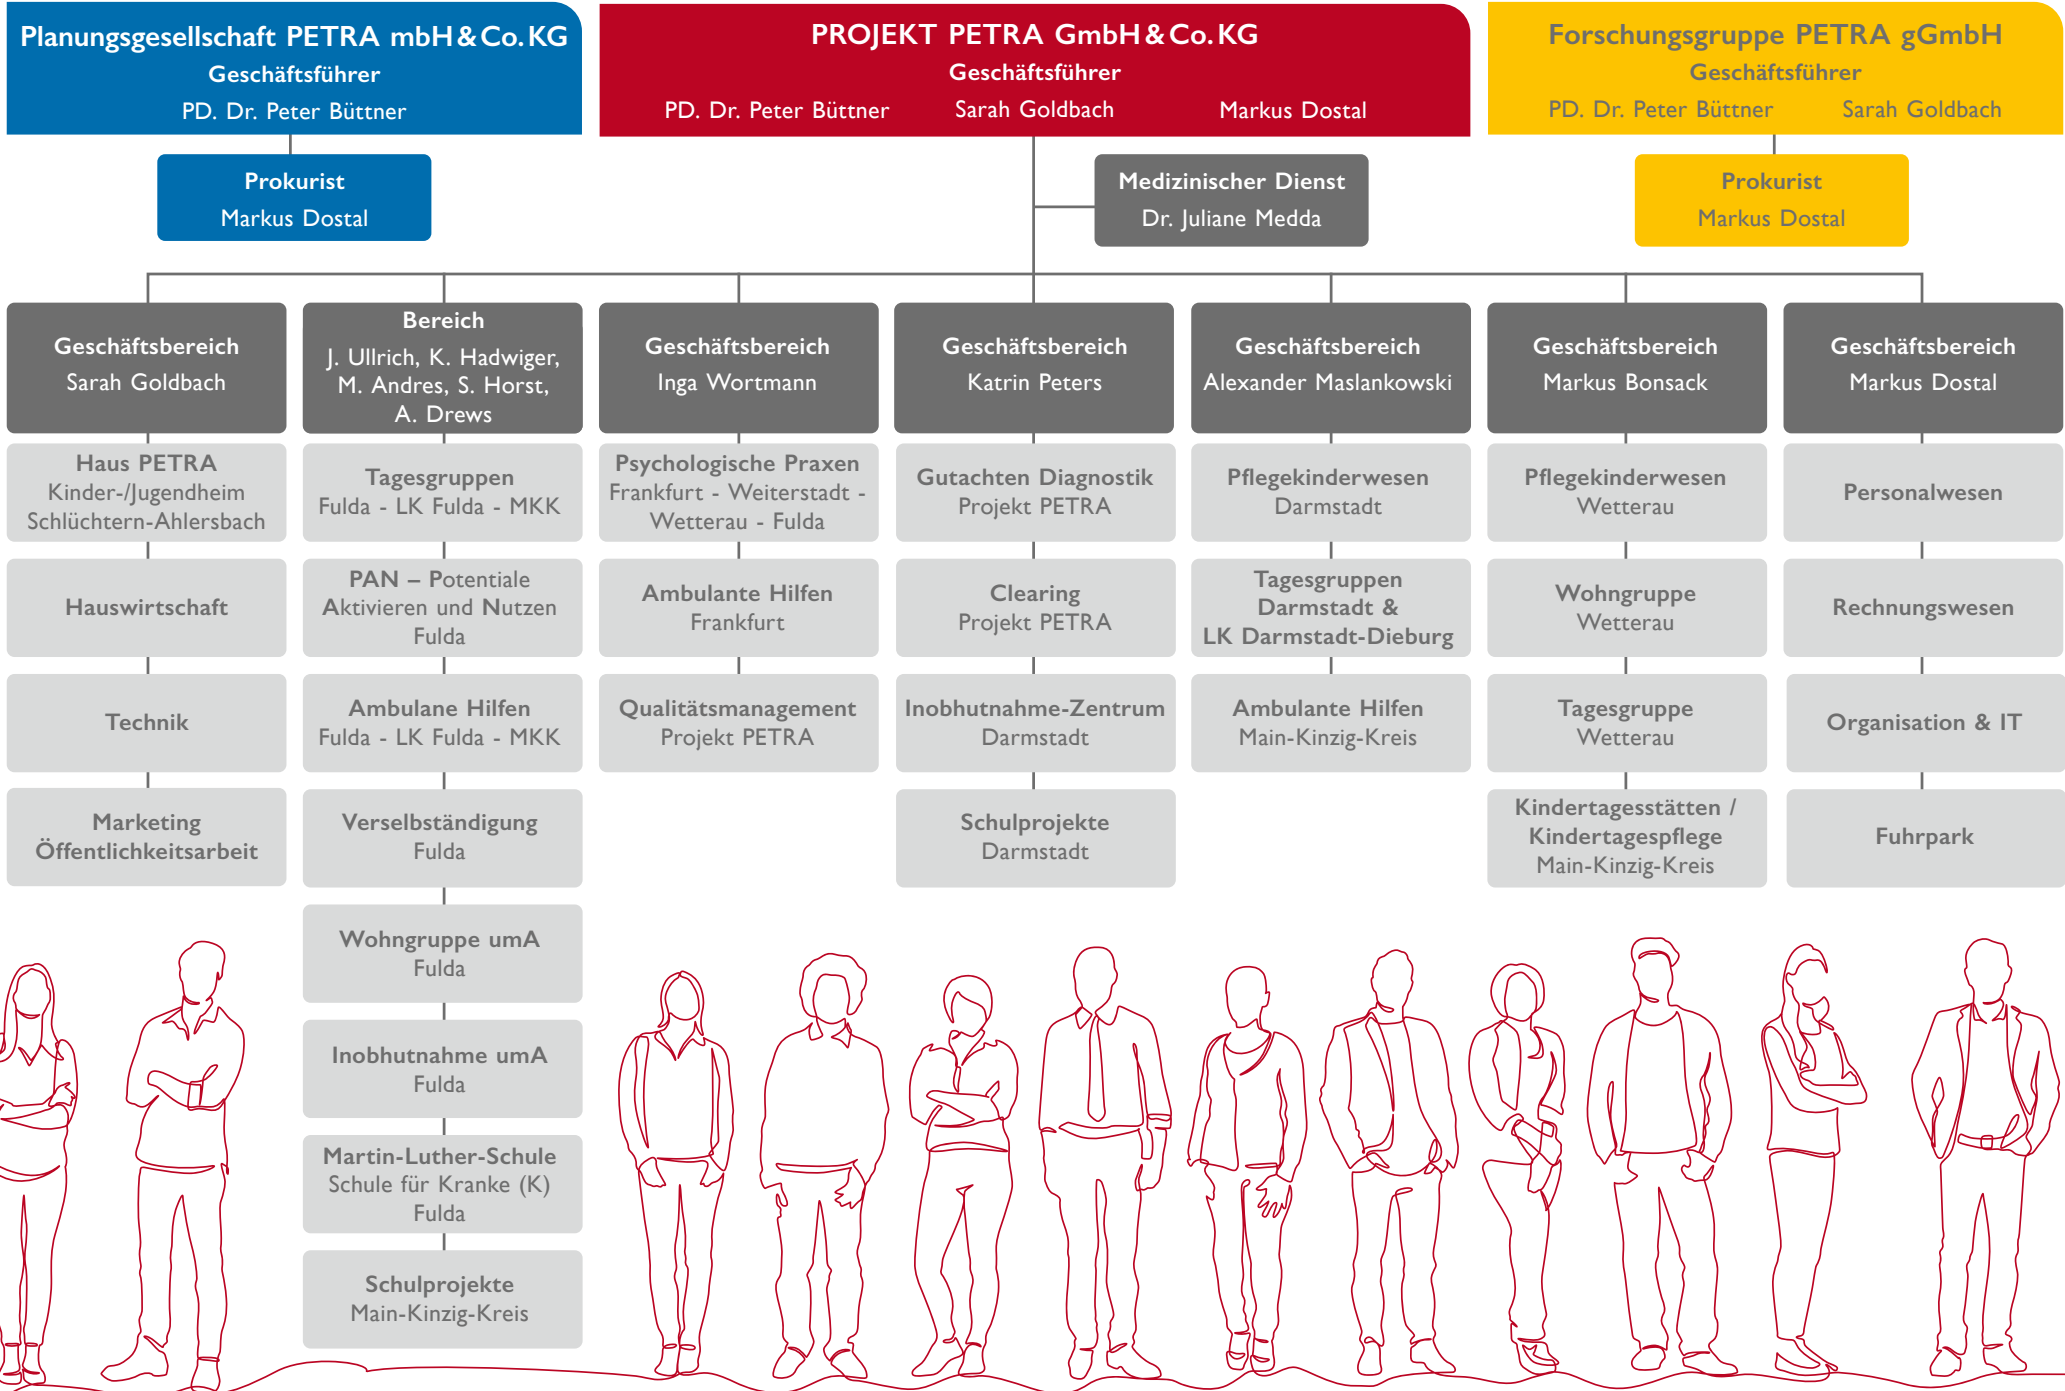 Planungsgesellschaft PETRA mbH & Co. KG
Geschäftsführer
PD. Dr. Peter Büttner
Prokurist
Markus Dostal
PROJEKT PETRA GmbH & Co. KG
Geschäftsführer
PD. Dr. Peter Büttner Sarah Goldbach Markus Dostal
Medizinischer Dienst
Dr. Juliane Medda
Forschungsgruppe PETRA gGmbH
Geschäftsführer
PD. Dr. Peter Büttner Sarah Goldbach
Prokurist
Markus Dostal
Geschäftsbereich
Sarah Goldbach
Haus PETRA
Kinder-/Jugendheim
Schlüchtern-Ahlersbach
Hauswirtschaft
Technik
Marketing
Öffentlichkeitsarbeit
Bereich
J. Ullrich, K. Hadwiger,
M. Andres, S. Horst,
A. Drews
Tagesgruppen
Fulda - LK Fulda - MKK
PAN – Potentiale
Aktivieren und Nutzen
Fulda
Ambulane Hilfen
Fulda - LK Fulda - MKK
Verselbständigung
Fulda
Wohngruppe umA
Fulda
Inobhutnahme umA
Fulda
Martin-Luther-Schule
Schule für Kranke (K)
Fulda
Schulprojekte
Main-Kinzig-Kreis
Geschäftsbereich
Inga Wortmann
Psychologische Praxen
Frankfurt - Weiterstadt -
Wetterau - Fulda
Ambulante Hilfen
Frankfurt
Qualitätsmanagement
Projekt PETRA
Geschäftsbereich
Katrin Peters
Gutachten Diagnostik
Projekt PETRA
Clearing
Projekt PETRA
Inobhutnahme-Zentrum
Darmstadt
Schulprojekte
Darmstadt
Geschäftsbereich
Alexander Maslankowski
Pflegekinderwesen
Darmstadt
Tagesgruppen
Darmstadt &
LK Darmstadt-Dieburg
Ambulante Hilfen
Main-Kinzig-Kreis
Geschäftsbereich
Markus Bonsack
Pflegekinderwesen
Wetterau
Wohngruppe
Wetterau
Tagesgruppe
Wetterau
Kindertagesstätten /
Kindertagespflege
Main-Kinzig-Kreis
Geschäftsbereich
Markus Dostal
Personalwesen
Rechnungswesen
Organisation & IT
Fuhrpark